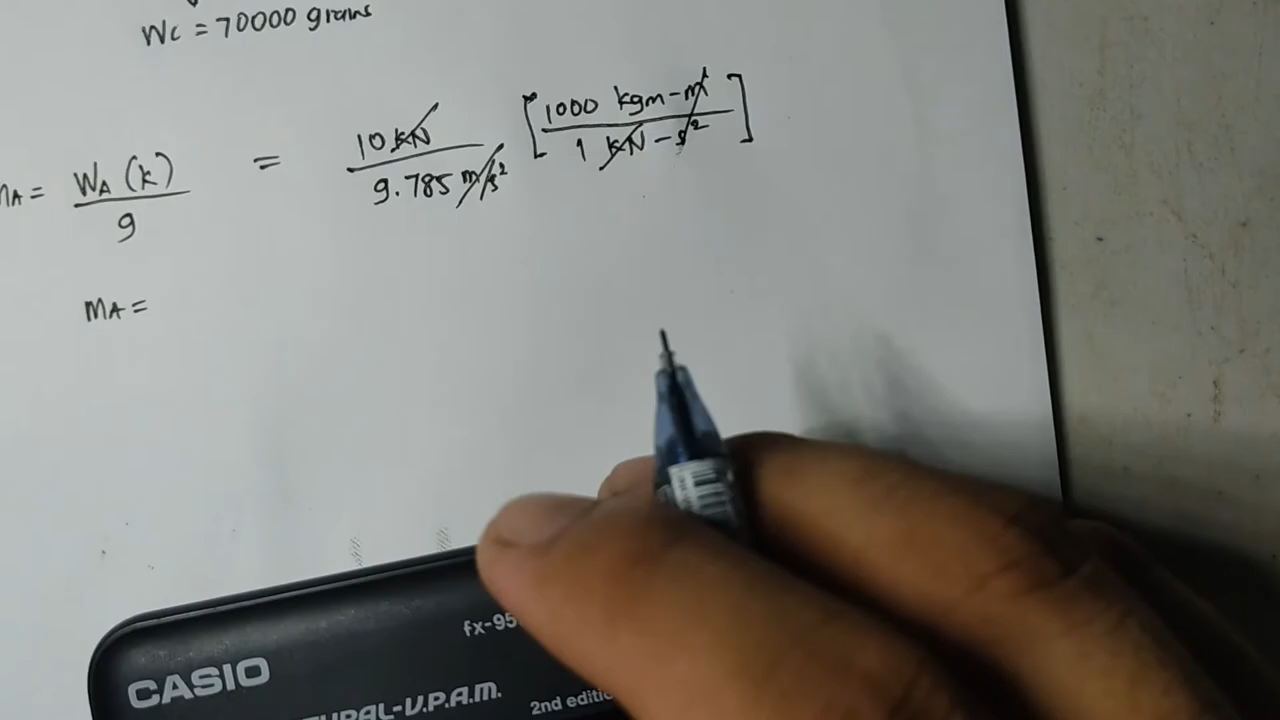 Wc = 70000 grams
mA = WA (k) / g = 10 kN / 9.785 m/s² [1000 kgm-m / 1 kN-s²]
mA =
fx-95
CASIO
-V.P.A.M.
2nd editio